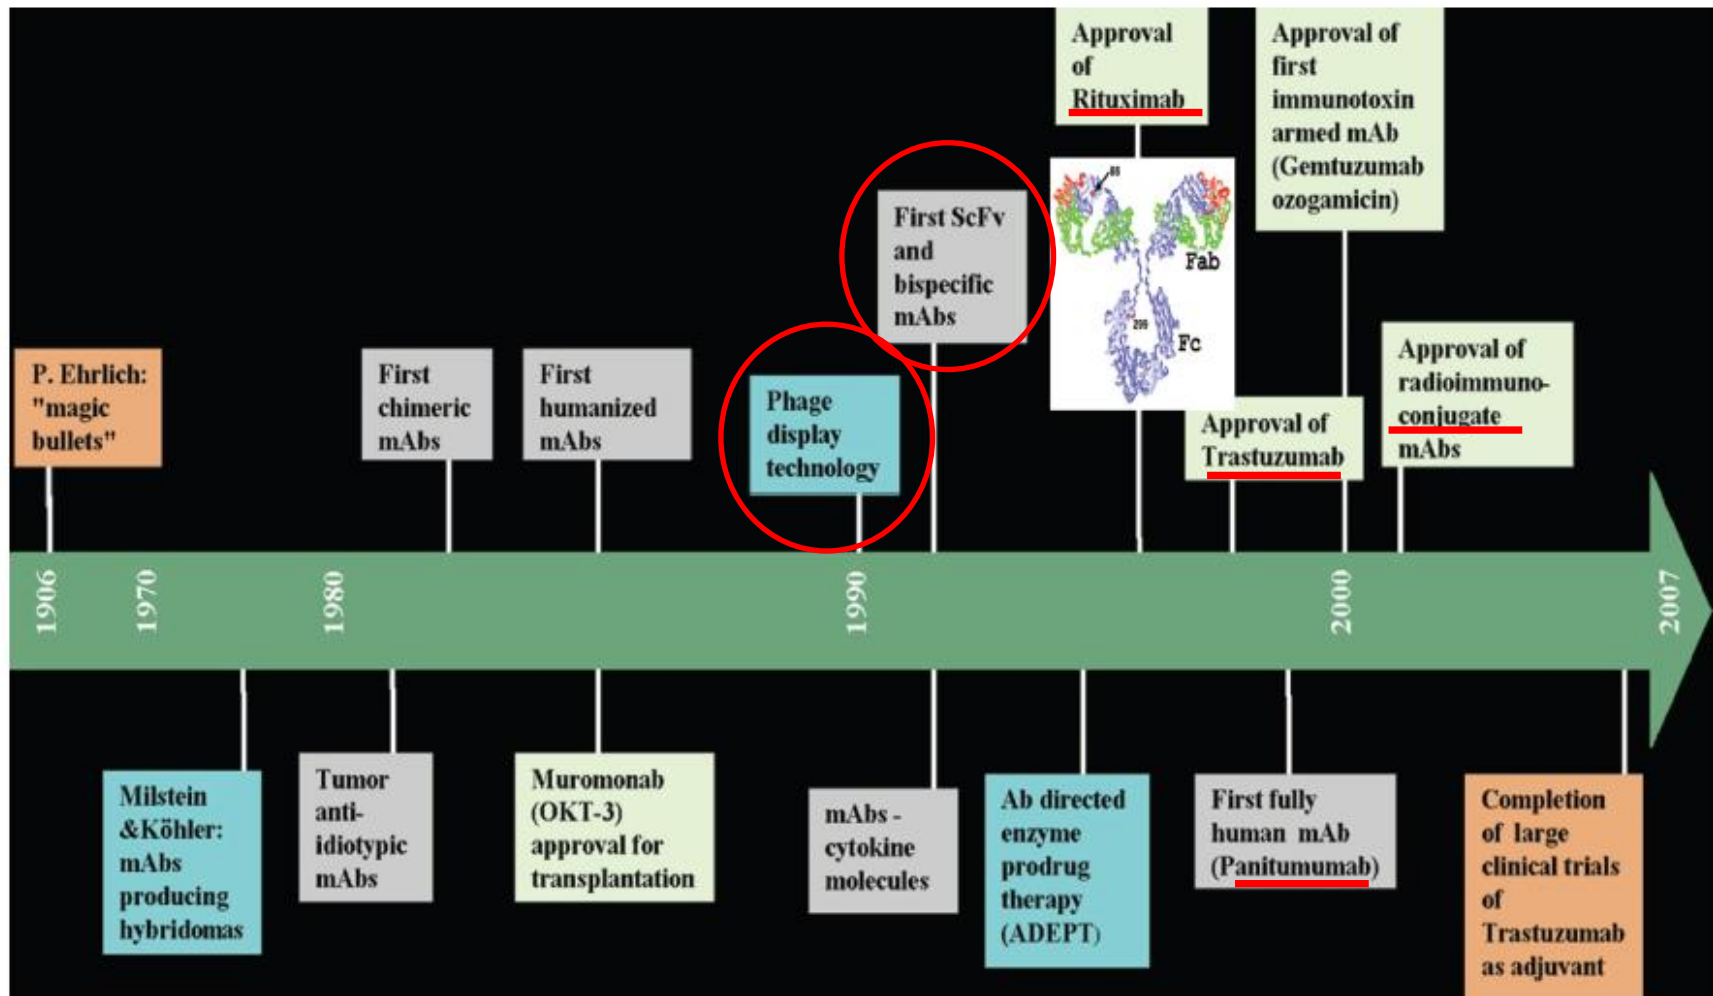 Approval
of
Rituximab
Approval of
first
immunotoxin
armed mAb
(Gemtuzumab
ozogamicin)
88
Fab
299
Fc
First ScFv
and
bispecific
mAbs
P. Ehrlich:
"magic
bullets"
First
chimeric
mAbs
First
humanized
mAbs
Phage
display
technology
Approval of
Trastuzumab
Approval of
radioimmuno-
conjugate
mAbs
1906
1970
1980
1990
2000
2007
Milstein
&Köhler:
mAbs
producing
hybridomas
Tumor
anti-
idiotypic
mAbs
Muromonab
(OKT-3)
approval for
transplantation
mAbs -
cytokine
molecules
Ab directed
enzyme
prodrug
therapy
(ADEPT)
First fully
human mAb
(Panitumumab)
Completion
of large
clinical trials
of
Trastuzumab
as adjuvant